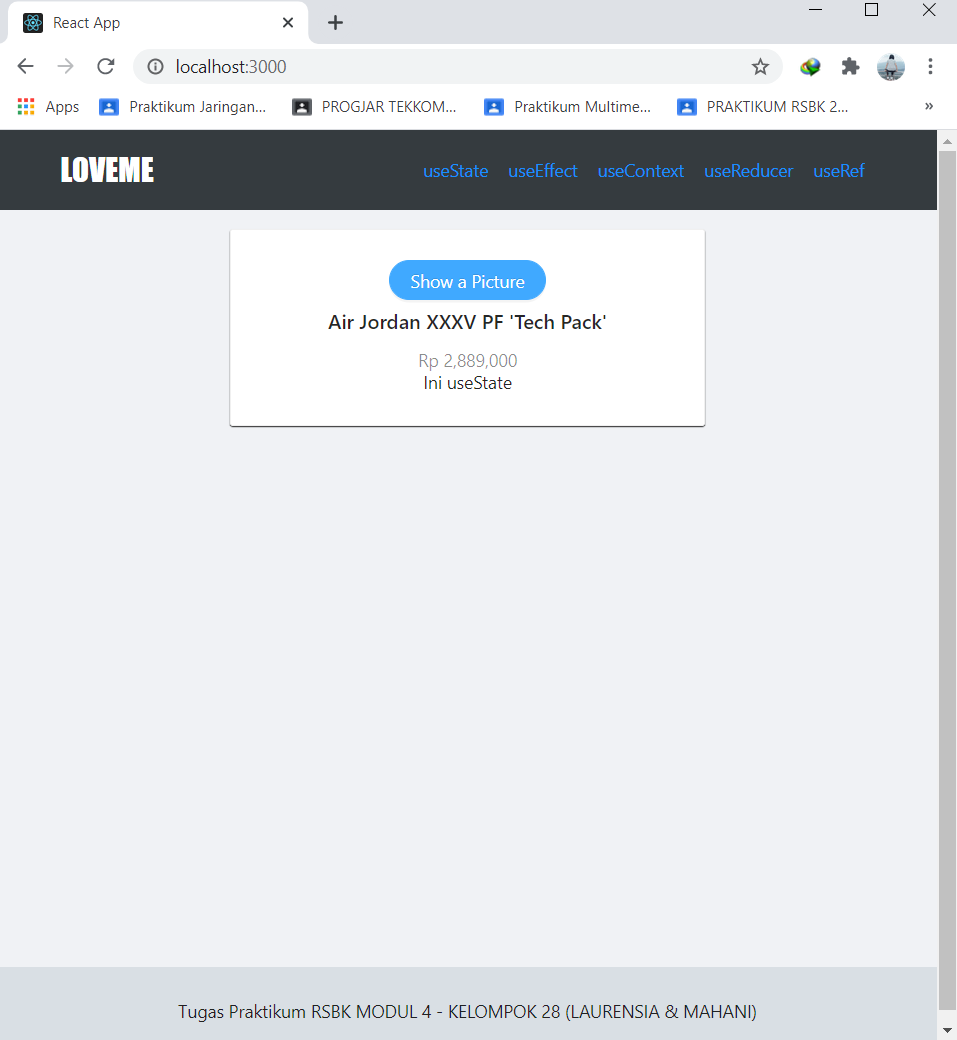 React App
localhost:3000
Apps Praktikum Jaringan... PROGJAR TEKKOM... Praktikum Multime... PRAKTIKUM RSBK 2... »
LOVEME useState useEffect useContext useReducer useRef
Show a Picture
Air Jordan XXXV PF 'Tech Pack'
Rp 2,889,000
Ini useState
Tugas Praktikum RSBK MODUL 4 - KELOMPOK 28 (LAURENSIA & MAHANI)